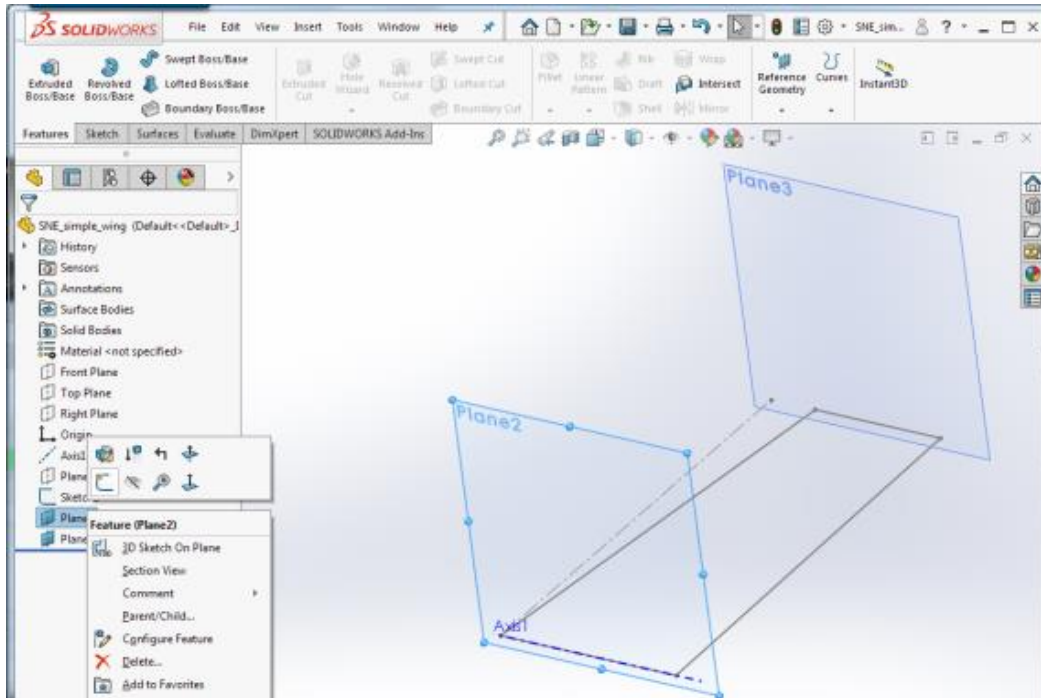 SOLIDWORKS File Edit View Insert Tools Window Help SNE_sim... ?
Extruded Boss/Base
Revolved Boss/Base
Swept Boss/Base
Lofted Boss/Base
Boundary Boss/Base
Extruded Cut
Hole Wizard
Revolved Cut
Swept Cut
Lofted Cut
Boundary Cut
Fillet
Linear Pattern
Rib
Draft
Shell
Wrap
Intersect
Mirror
Reference Geometry
Curves
Instant3D
Features Sketch Surfaces Evaluate DimXpert SOLIDWORKS Add-Ins
SNE_simple_wing (Default<<Default>_
History
Sensors
Annotations
Surface Bodies
Solid Bodies
Material <not specified>
Front Plane
Top Plane
Right Plane
Origin
Axis1
Plane
Sketc
Plane
Plane
Feature (Plane2)
3D Sketch On Plane
Section View
Comment
Parent/Child...
Configure Feature
Delete...
Add to Favorites
Plane3
Plane2
Axis1